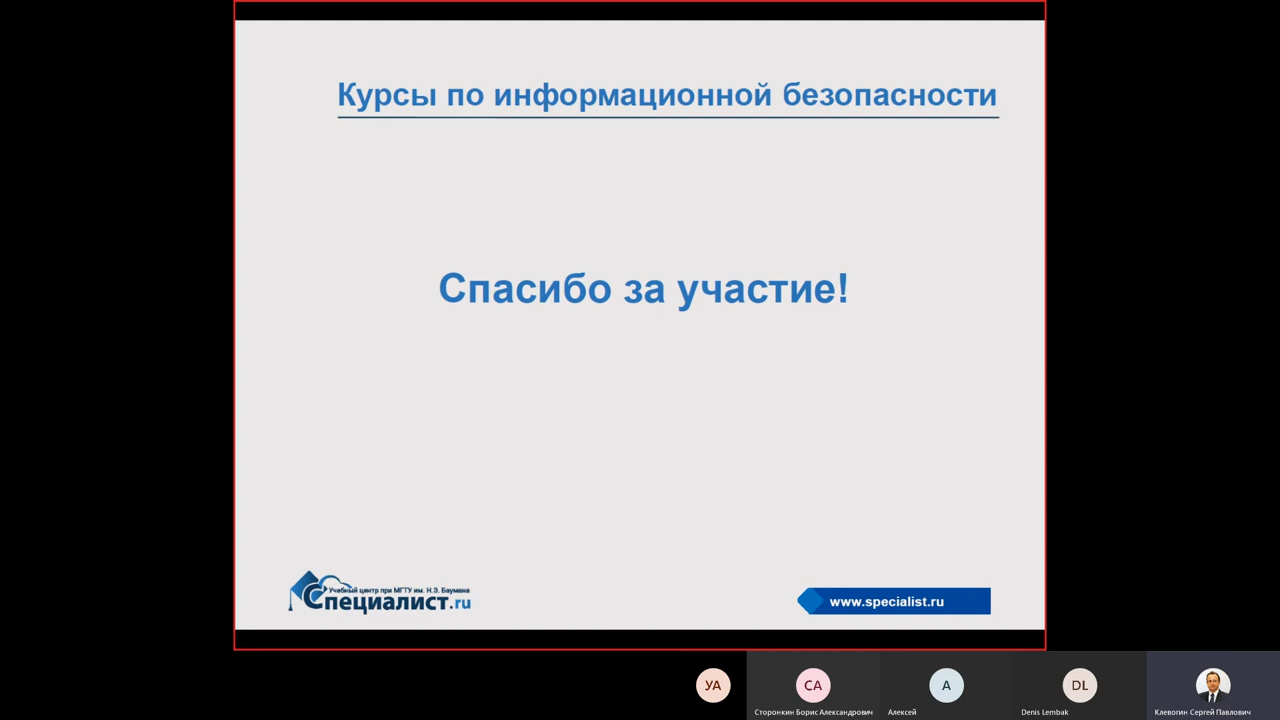 Курсы по информационной безопасности
Спасибо за участие!
Учебный центр при МГТУ им. Н.Э. Баумана
Специалист.ru
www.specialist.ru
УА
СА
А
DL
Сторонкин Борис Александрович
Алексей
Denis Lembak
Клевогин Сергей Павлович